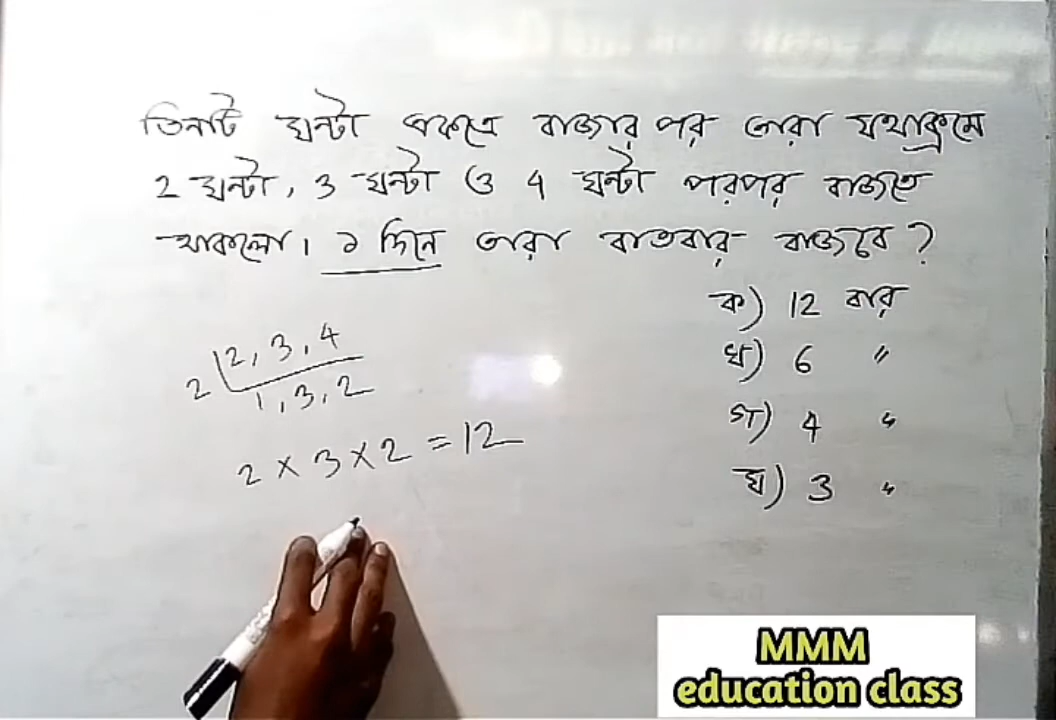 তিনটি ঘন্টা একত্রে বাজার পর তারা যথাক্রমে
2 ঘন্টা, 3 ঘন্টা ও 4 ঘন্টা পরপর বাজতে
থাকলো। ১ দিনে তারা কতবার বাজবে?
ক) 12 বার
খ) 6 "
গ) 4 "
ঘ) 3 "
2 2, 3, 4
1, 3, 2
2 × 3 × 2 = 12
MMM
education class